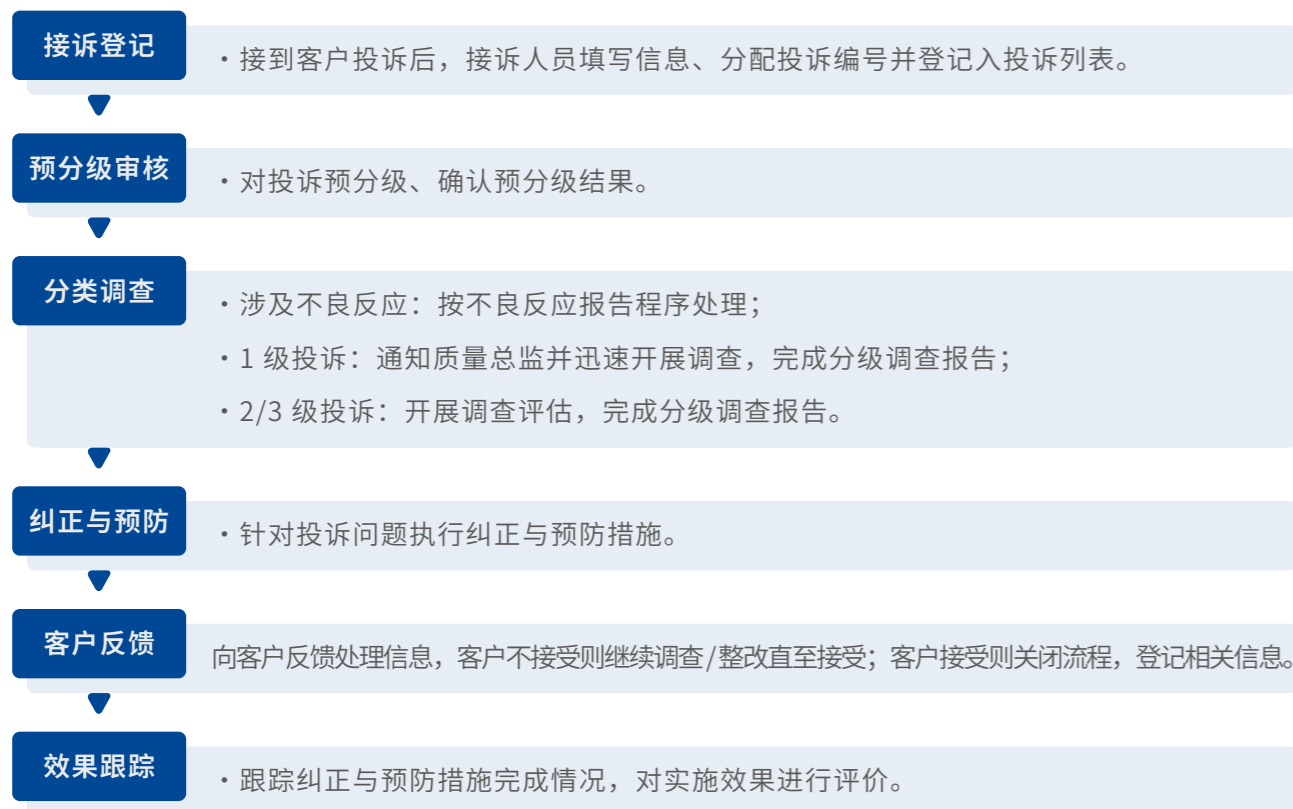 接诉登记
·接到客户投诉后，接诉人员填写信息、分配投诉编号并登记入投诉列表。
预分级审核
·对投诉预分级、确认预分级结果。
分类调查
·涉及不良反应：按不良反应报告程序处理；
·1 级投诉：通知质量总监并迅速开展调查，完成分级调查报告；
·2/3 级投诉：开展调查评估，完成分级调查报告。
纠正与预防
·针对投诉问题执行纠正与预防措施。
客户反馈
向客户反馈处理信息，客户不接受则继续调查/整改直至接受；客户接受则关闭流程，登记相关信息。
效果跟踪
·跟踪纠正与预防措施完成情况，对实施效果进行评价。